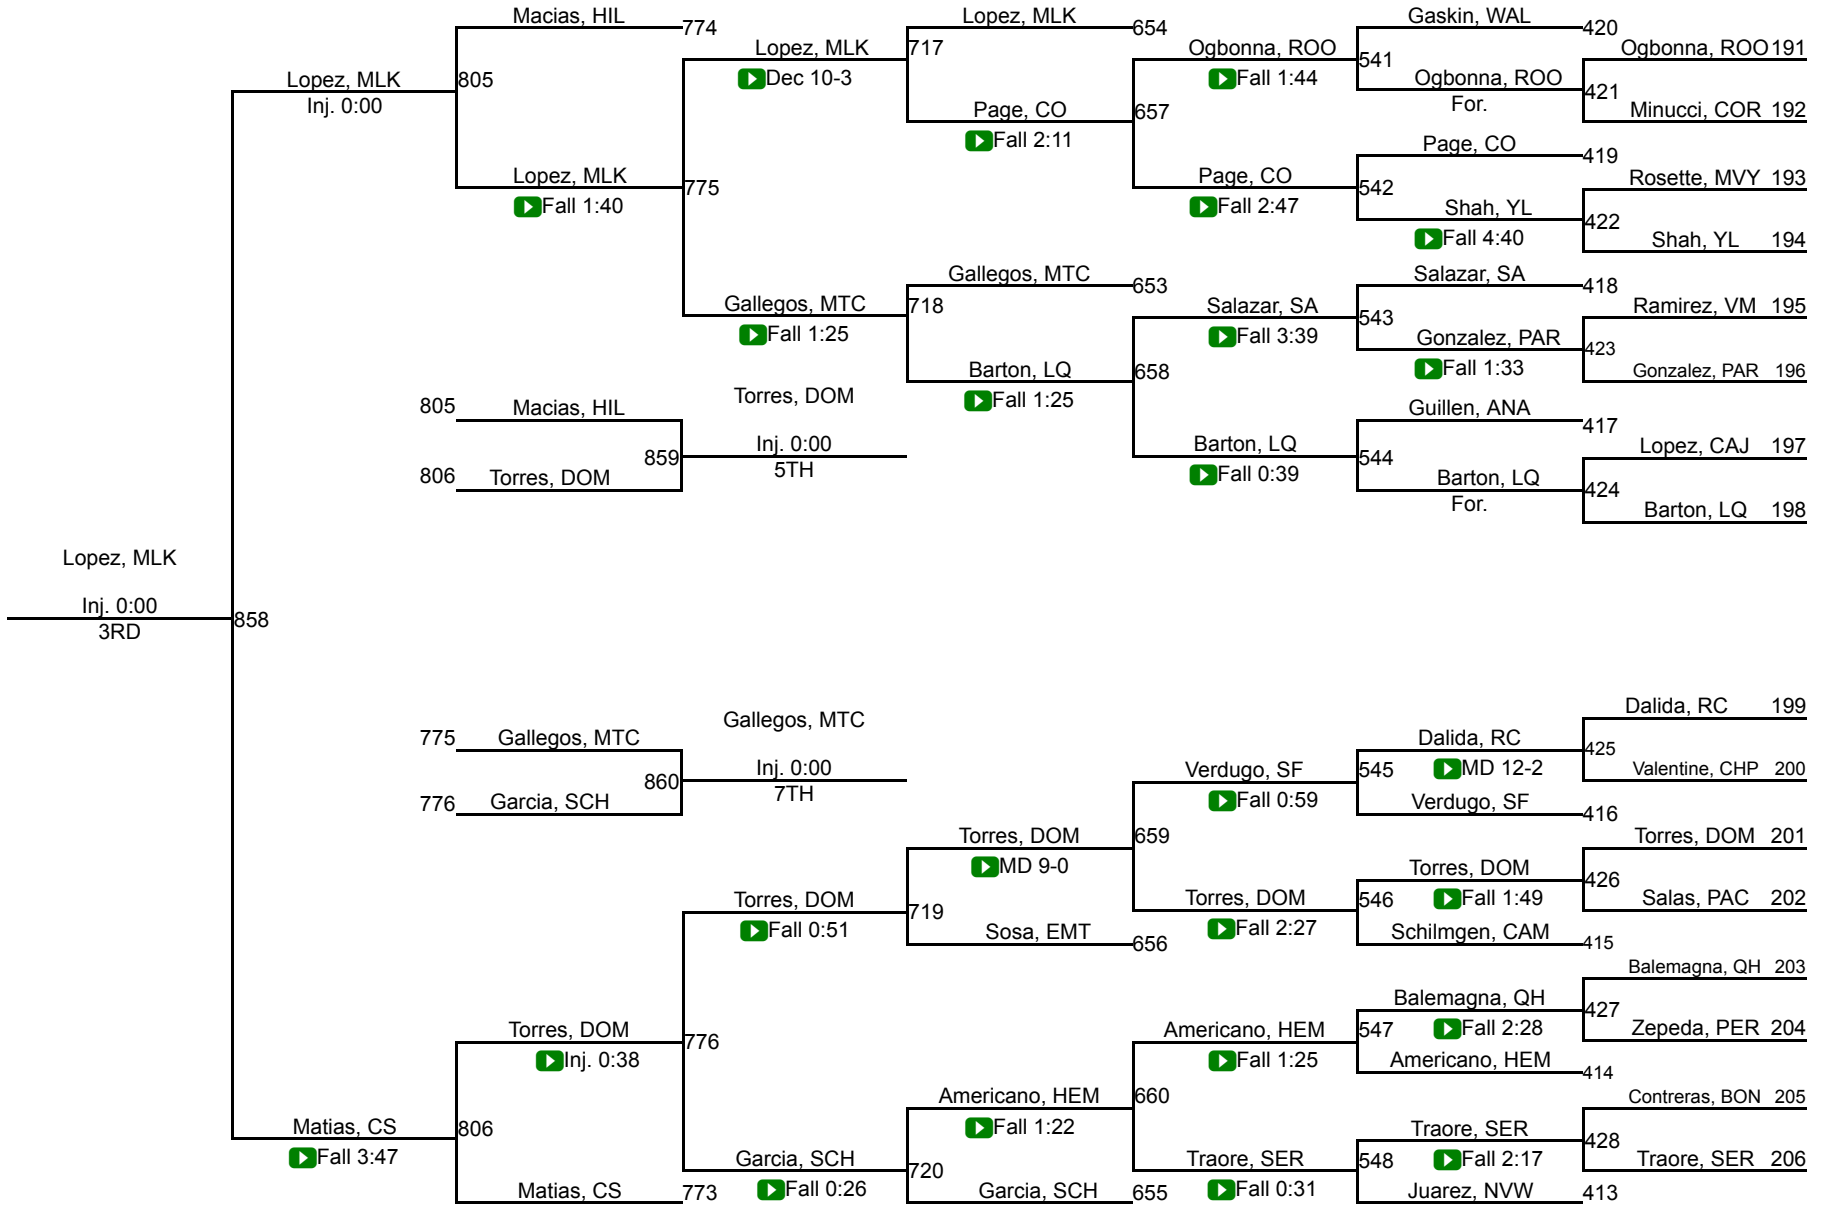 Macias, HIL
774
Lopez, MLK
654
Gaskin, WAL
420
Lopez, MLK
717
Ogbonna, ROO
541
Ogbonna, ROO 191
Lopez, MLK
805
Dec 10-3
Fall 1:44
Ogbonna, ROO
421
Inj. 0:00
Page, CO
657
For.
Minucci, COR 192
Fall 2:11
Page, CO
419
Lopez, MLK
775
Page, CO
542
Rosette, MVY 193
Fall 1:40
Fall 2:47
Shah, YL
422
Fall 4:40
Shah, YL 194
Gallegos, MTC
653
Salazar, SA
418
Gallegos, MTC
718
Salazar, SA
543
Ramirez, VM 195
Fall 1:25
Fall 3:39
Gonzalez, PAR
423
Barton, LQ
658
Fall 1:33
Gonzalez, PAR 196
Torres, DOM
Fall 1:25
805
Macias, HIL
Guillen, ANA
417
Inj. 0:00
Barton, LQ
544
Lopez, CAJ 197
859
5TH
Fall 0:39
806
Torres, DOM
Barton, LQ
424
For.
Barton, LQ 198
Lopez, MLK
Inj. 0:00
858
3RD
Dalida, RC 199
Gallegos, MTC
775
Gallegos, MTC
Dalida, RC
425
Inj. 0:00
Verdugo, SF
545
MD 12-2
Valentine, CHP 200
860
7TH
Fall 0:59
776
Garcia, SCH
Verdugo, SF
416
Torres, DOM
659
Torres, DOM 201
MD 9-0
Torres, DOM
426
Torres, DOM
719
Torres, DOM
546
Fall 1:49
Salas, PAC 202
Fall 0:51
Fall 2:27
Sosa, EMT
656
Schilmgen, CAM
415
Balemagna, QH 203
Balemagna, QH
427
Torres, DOM
776
Americano, HEM
547
Fall 2:28
Zepeda, PER 204
Inj. 0:38
Fall 1:25
Americano, HEM
414
Americano, HEM
660
Contreras, BON 205
Matias, CS
806
Fall 1:22
Traore, SER
428
Fall 3:47
Garcia, SCH
720
Traore, SER
548
Fall 2:17
Traore, SER 206
Matias, CS
773
Fall 0:26
Garcia, SCH
655
Fall 0:31
Juarez, NVW
413